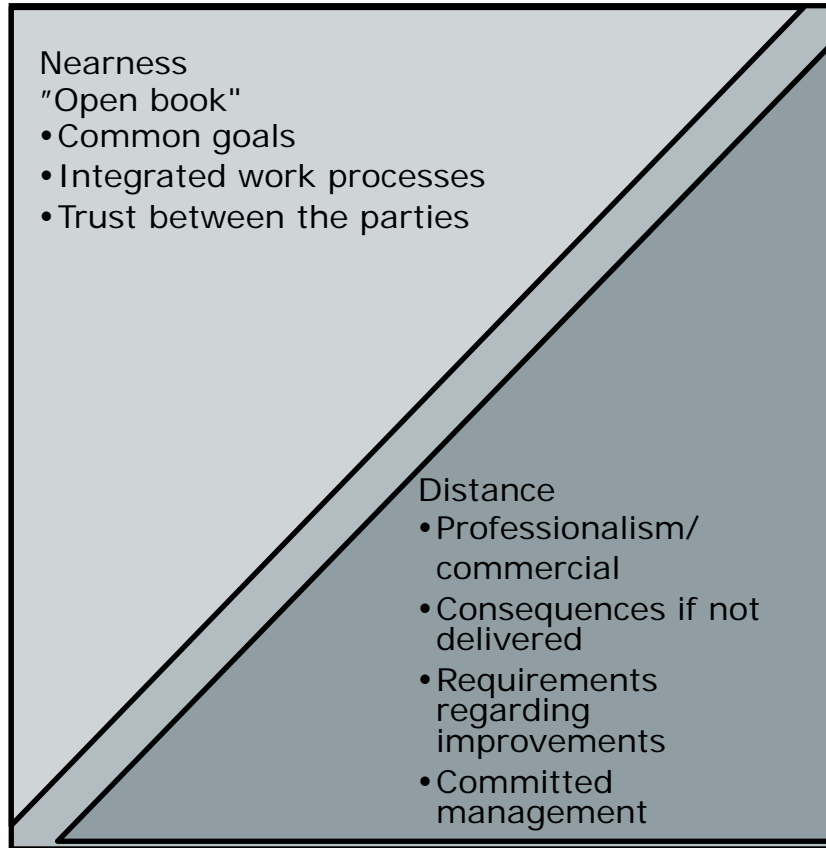 Nearness
"Open book"
•Common goals
•Integrated work processes
•Trust between the parties
Distance
•Professionalism/
commercial
•Consequences if not
delivered
•Requirements
regarding
improvements
•Committed
management